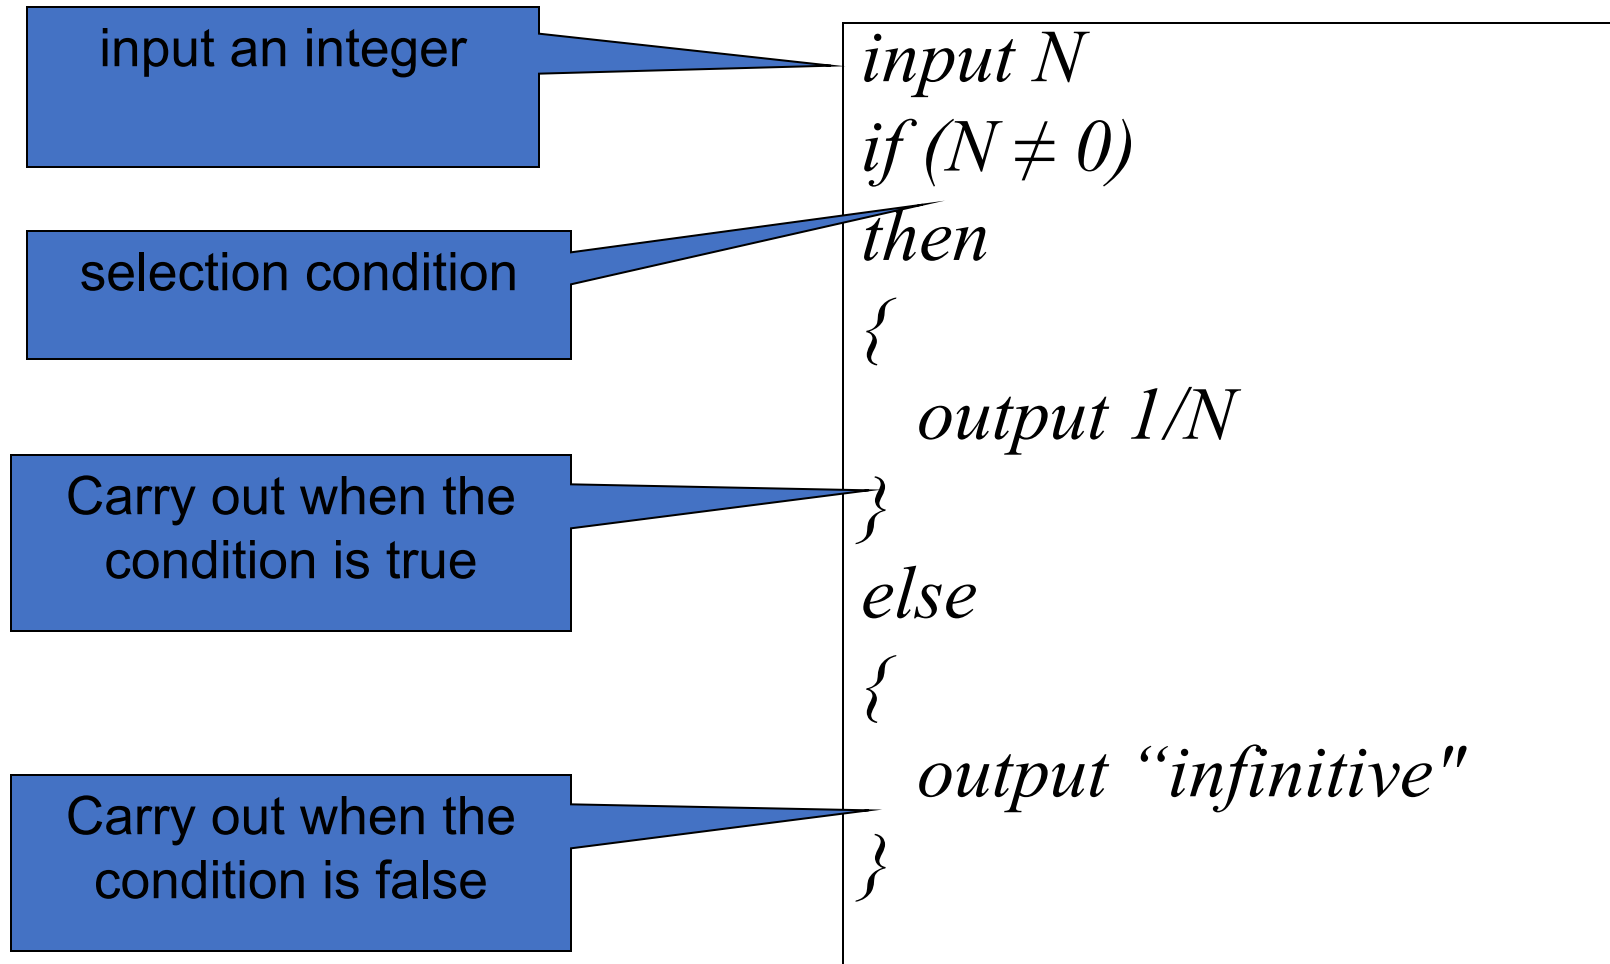 input an integer
selection condition
Carry out when the
condition is true
Carry out when the
condition is false
input N
if (N ≠ 0)
then
{
output 1/N
}
else
{
output “infinitive"
}